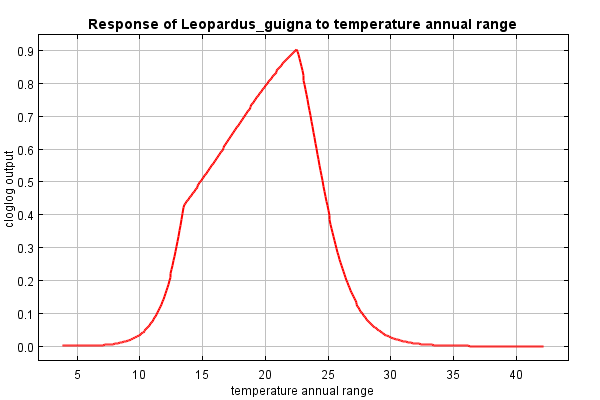 Response of Leopardus_guigna to temperature annual range
cloglog output
0.9
0.8
0.7
0.6
0.5
0.4
0.3
0.2
0.1
0.0
5 10 15 20 25 30 35 40
temperature annual range